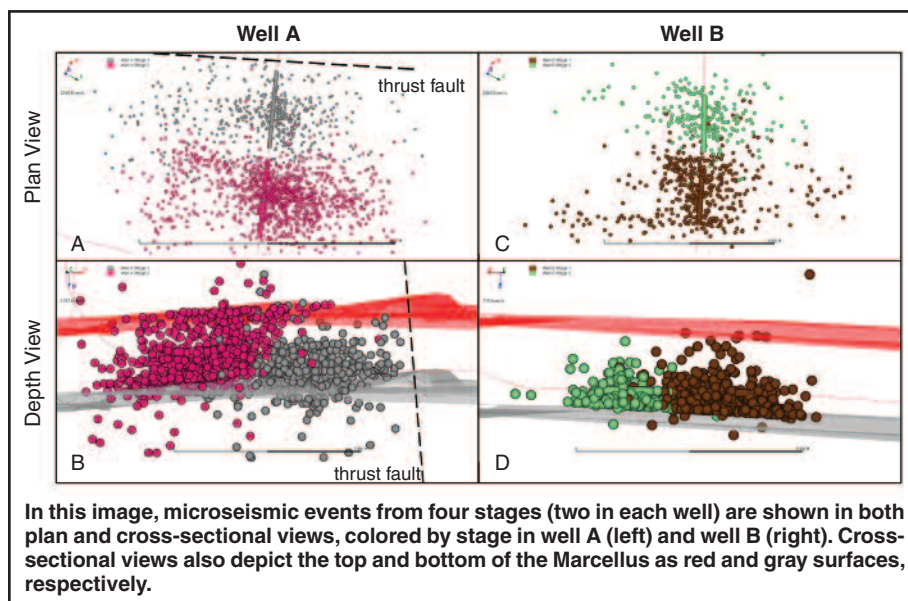 Well A
Well B
Plan View
thrust fault
A
C
Depth View
B
thrust fault
D
In this image, microseismic events from four stages (two in each well) are shown in both
plan and cross-sectional views, colored by stage in well A (left) and well B (right). Cross-
sectional views also depict the top and bottom of the Marcellus as red and gray surfaces,
respectively.